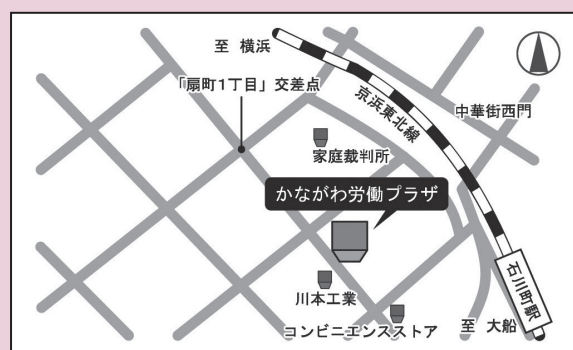 至 横浜
「扇町1丁目」交差点
京浜東北線
中華街西門
家庭裁判所
かながわ労働プラザ
川本工業
コンビニエンスストア
至 大船
石川町駅